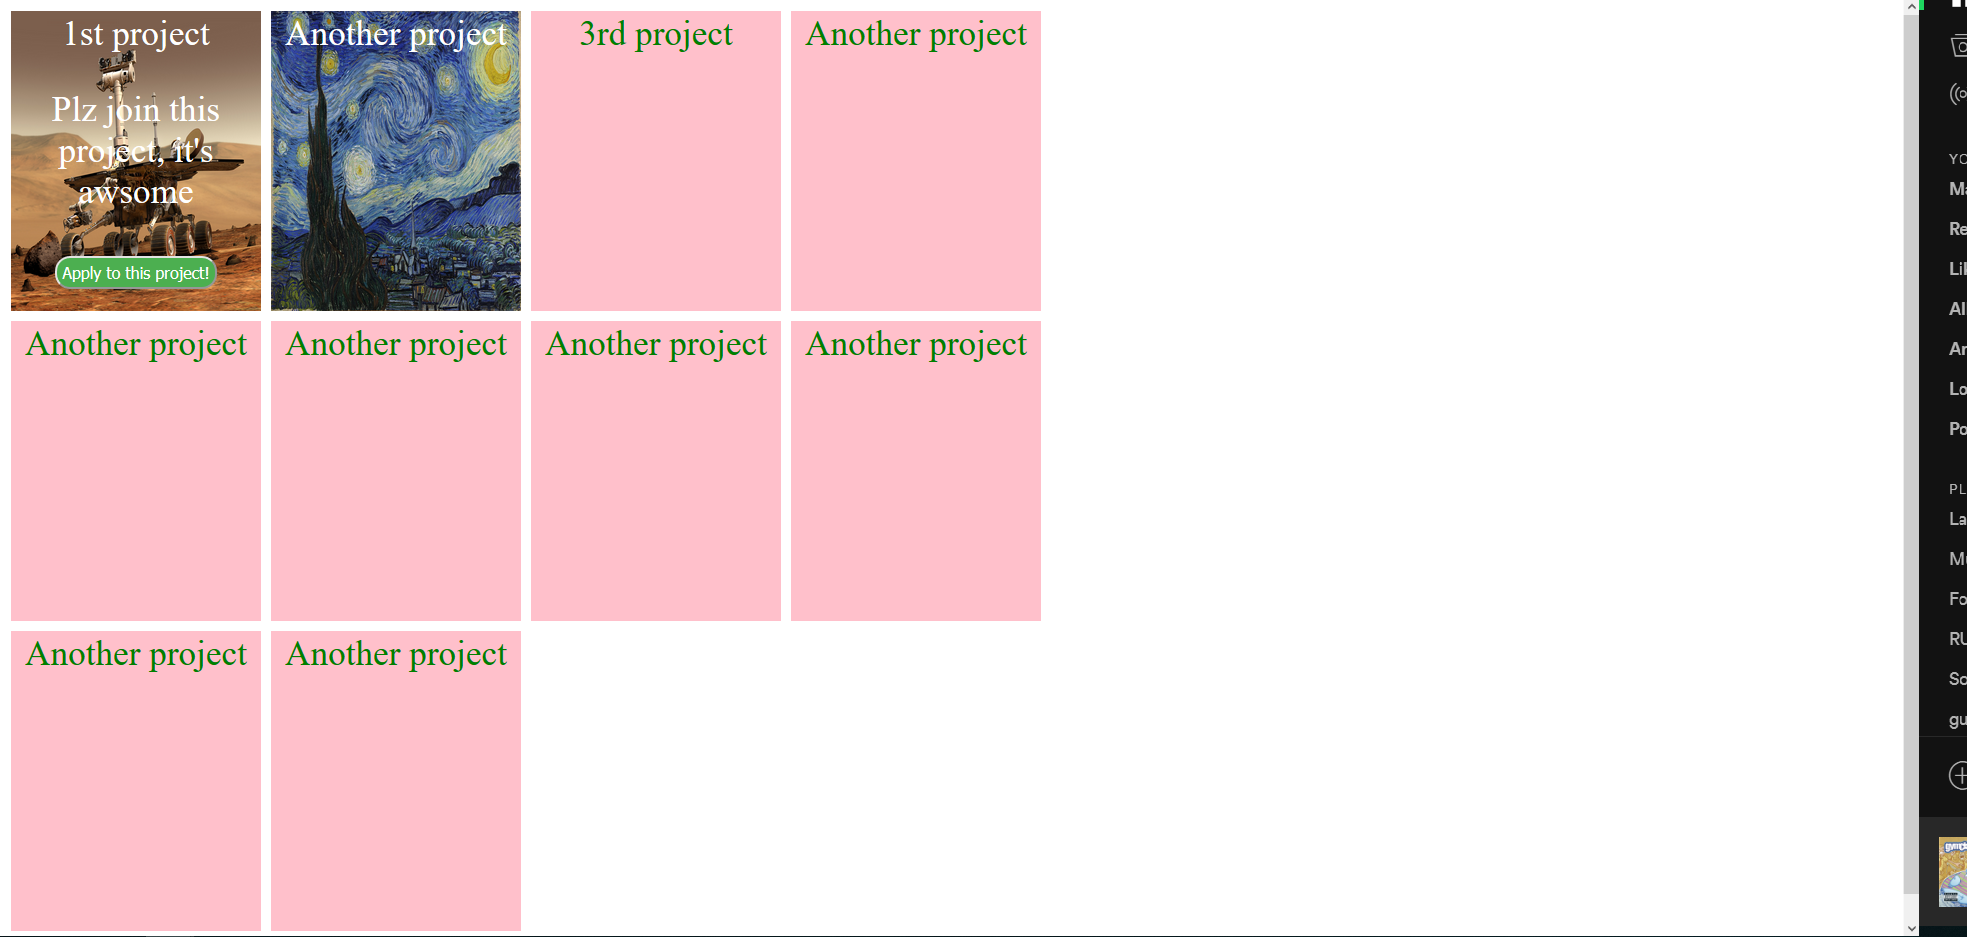 1st project
Plz join this
project, it's
awsome
Apply to this project!
Another project
3rd project
Another project
Another project
Another project
Another project
Another project
Another project
Another project
YO
Ma
Re
Lik
Al
Ar
Lo
Po
PL
La
Mu
Fo
RU
So
gu